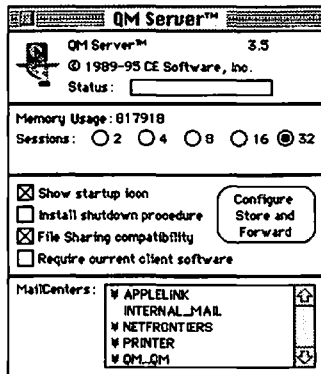 QM Server™
QM Server™ 3.5
© 1989-95 CE Software, Inc.
Status:
Memory Usage: 817918
Sessions: 2 4 8 16 32
Show startup icon
Install shutdown procedure
File Sharing compatibility
Require current client software
Configure
Store and
Forward
MailCenters:
¥ APPLELINK
INTERNAL_MAIL
¥ NETFRONTIERS
¥ PRINTER
¥ QM_QM